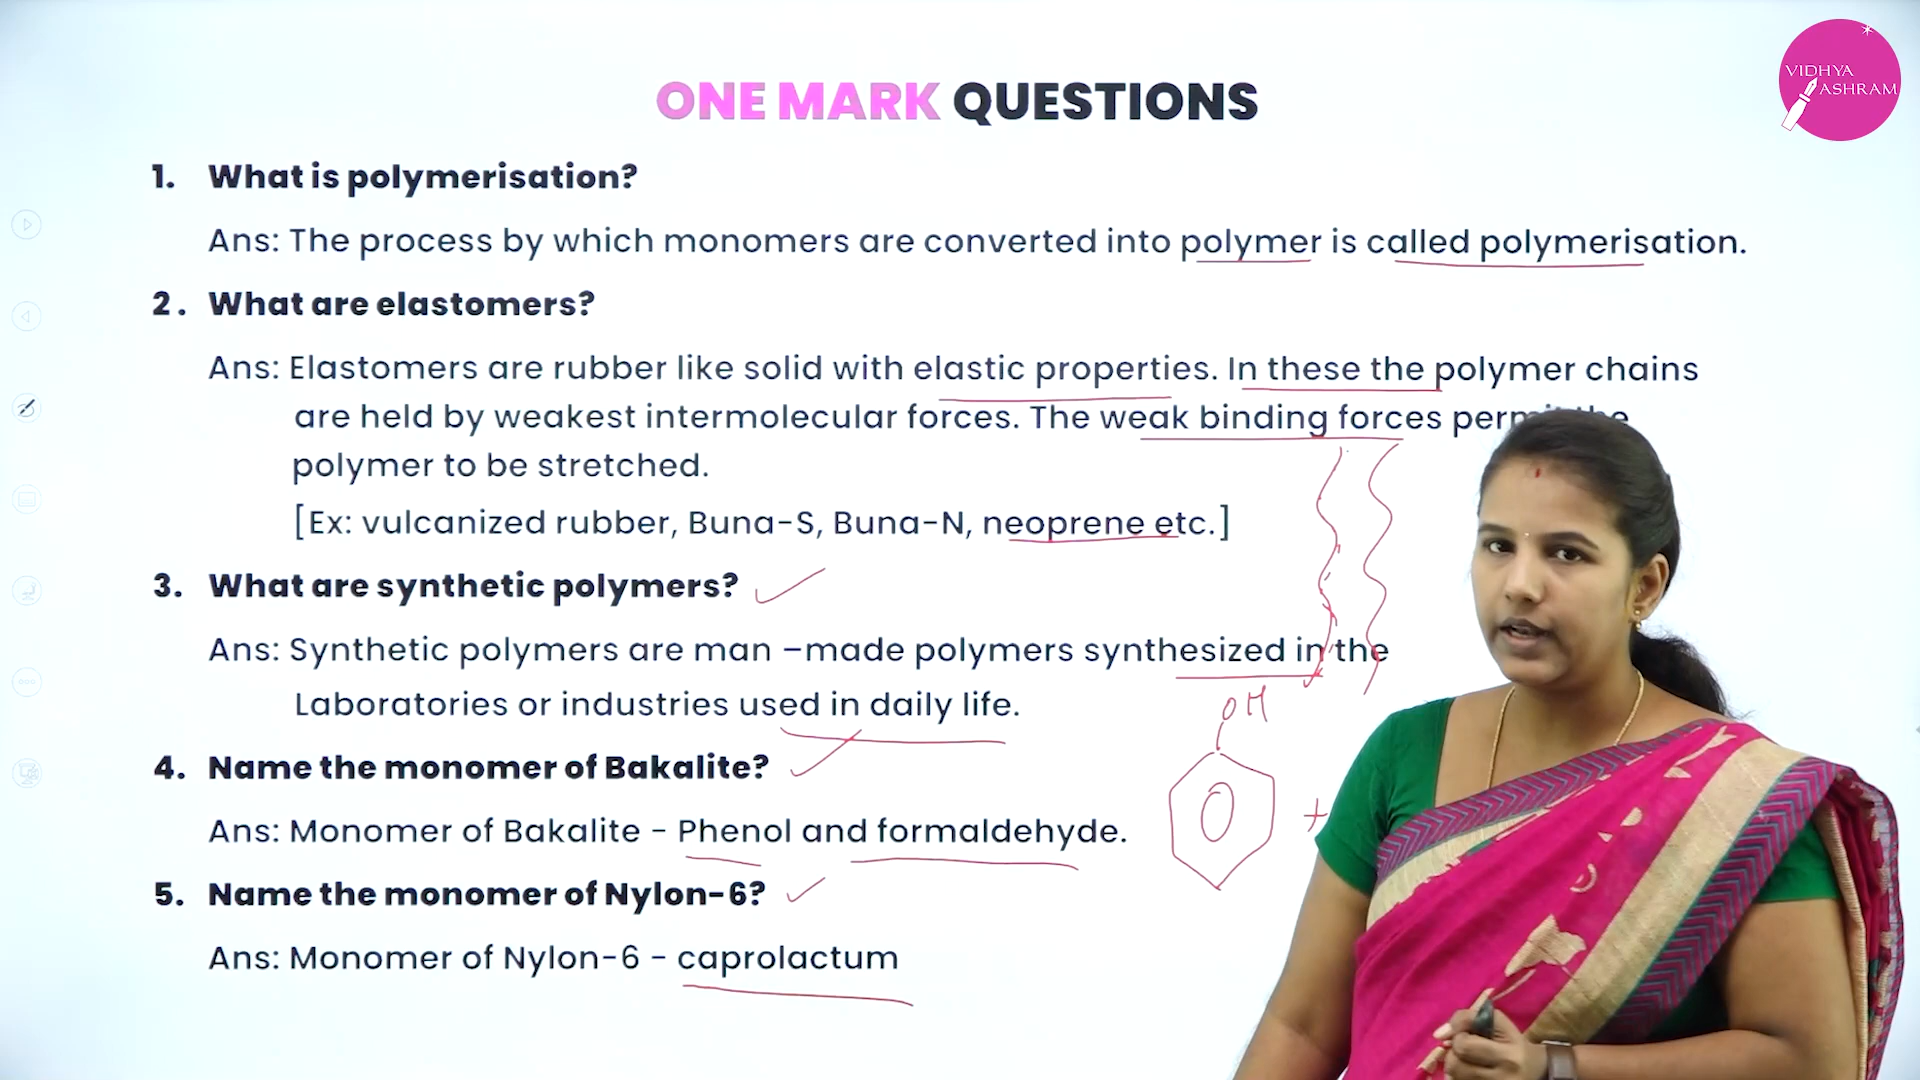 VIDHYA
ASHRAM
ONE MARK QUESTIONS
1. What is polymerisation?
Ans: The process by which monomers are converted into polymer is called polymerisation.
2. What are elastomers?
Ans: Elastomers are rubber like solid with elastic properties. In these the polymer chains
are held by weakest intermolecular forces. The weak binding forces permit the
polymer to be stretched.
[Ex: vulcanized rubber, Buna-S, Buna-N, neoprene etc.]
3. What are synthetic polymers?
Ans: Synthetic polymers are man –made polymers synthesized in the
Laboratories or industries used in daily life.
OH
4. Name the monomer of Bakalite?
Ans: Monomer of Bakalite - Phenol and formaldehyde.
+
5. Name the monomer of Nylon-6?
Ans: Monomer of Nylon-6 - caprolactum